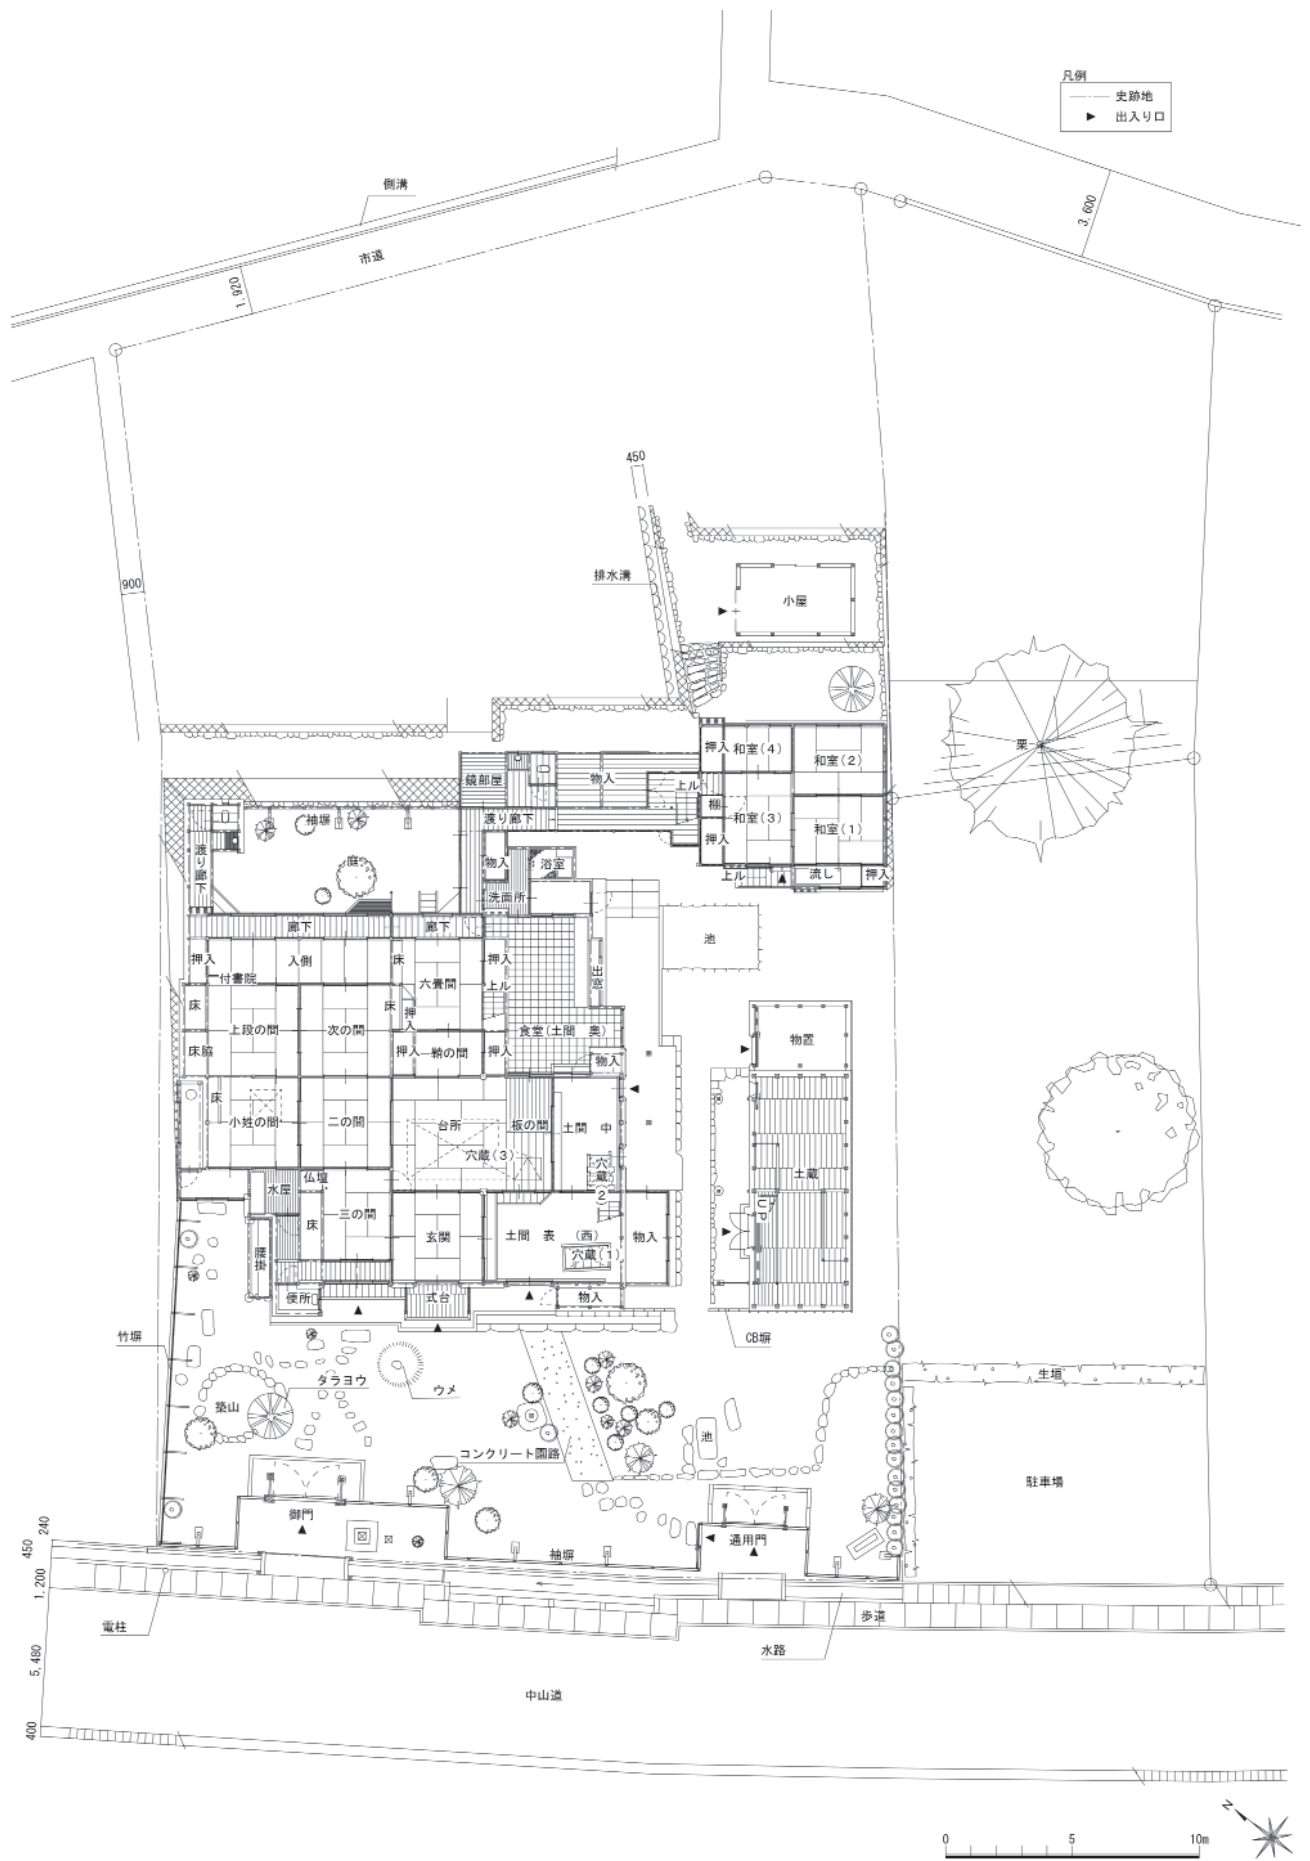 凡例
史跡地
出入り口
側溝
市道
1,920
3,600
450
900
排水溝
小屋
栗
押入
和室(4)
和室(2)
鏡部屋
物入
上ル
棚
和室(3)
和室(1)
渡り廊下
袖塀
押入
物入
浴室
庭
渡り廊下
上ル
流し
押入
洗面所
廊下
廊下
池
押入
入側
床
押入
付書院
六畳間
出窓
上ル
床
床
押入
上段の間
次の間
食堂(土間 奥)
物置
床脇
押入
鞘の間
押入
物入
床
小姓の間
二の間
台所
板の間
土間 中
穴蔵(3)
穴蔵2)
土蔵
仏壇
水屋
三の間
床
UP
玄関
土間 表 (西)
物入
腰掛
穴蔵(1)
便所
式台
物入
CB塀
竹塀
タラヨウ
ウメ
生垣
築山
池
コンクリート園路
駐車場
御門
通用門
袖塀
240
450
1,200
5,480
400
電柱
歩道
水路
中山道
N
0 5 10m